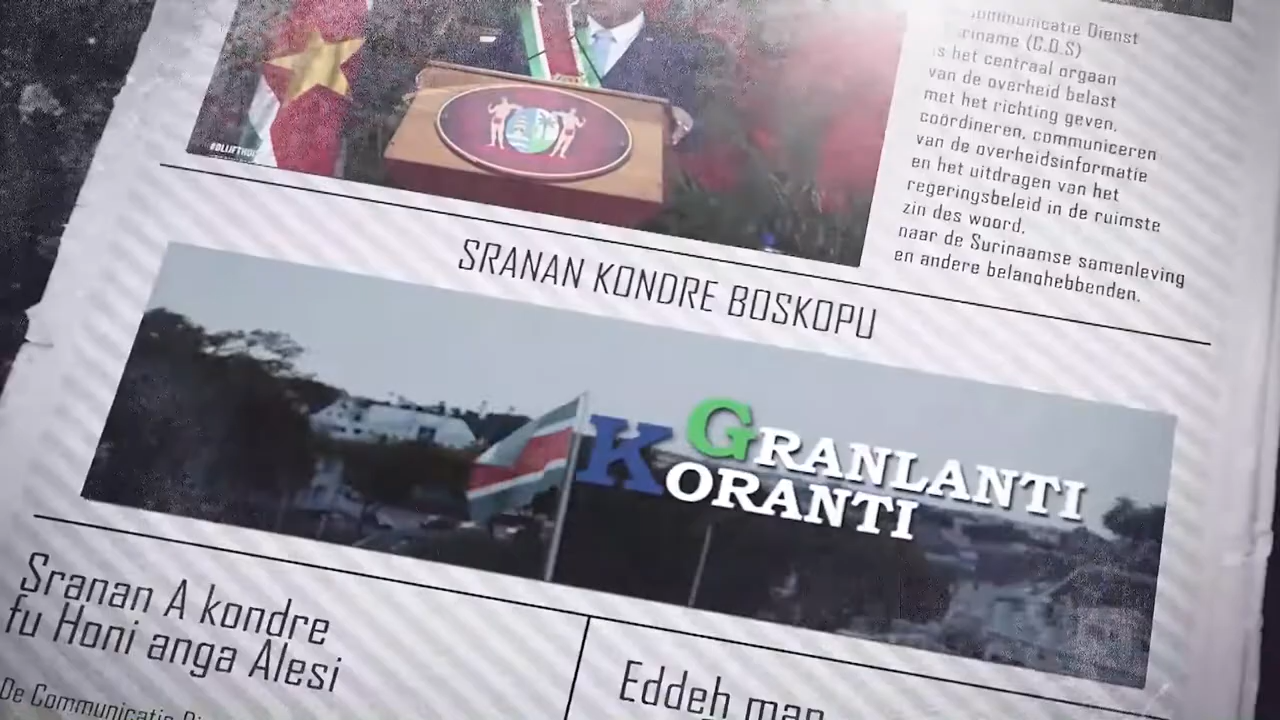 Dienst
(C.D.S)
is het centraal orgaan
van de overheid belast
met het richting geven,
coördineren, communiceren
van de overheidsinformatie
en het uitdragen van het
regeringsbeleid in de ruimste
zin des woord,
naar de Surinaamse samenleving
en andere belanghebbenden.
SRANAN KONDRE BOSKOPU
GRANLANTI
KORANTI
Sranan A kondre
fu Honi anga Alesi
De Communicatie
Eddeh man